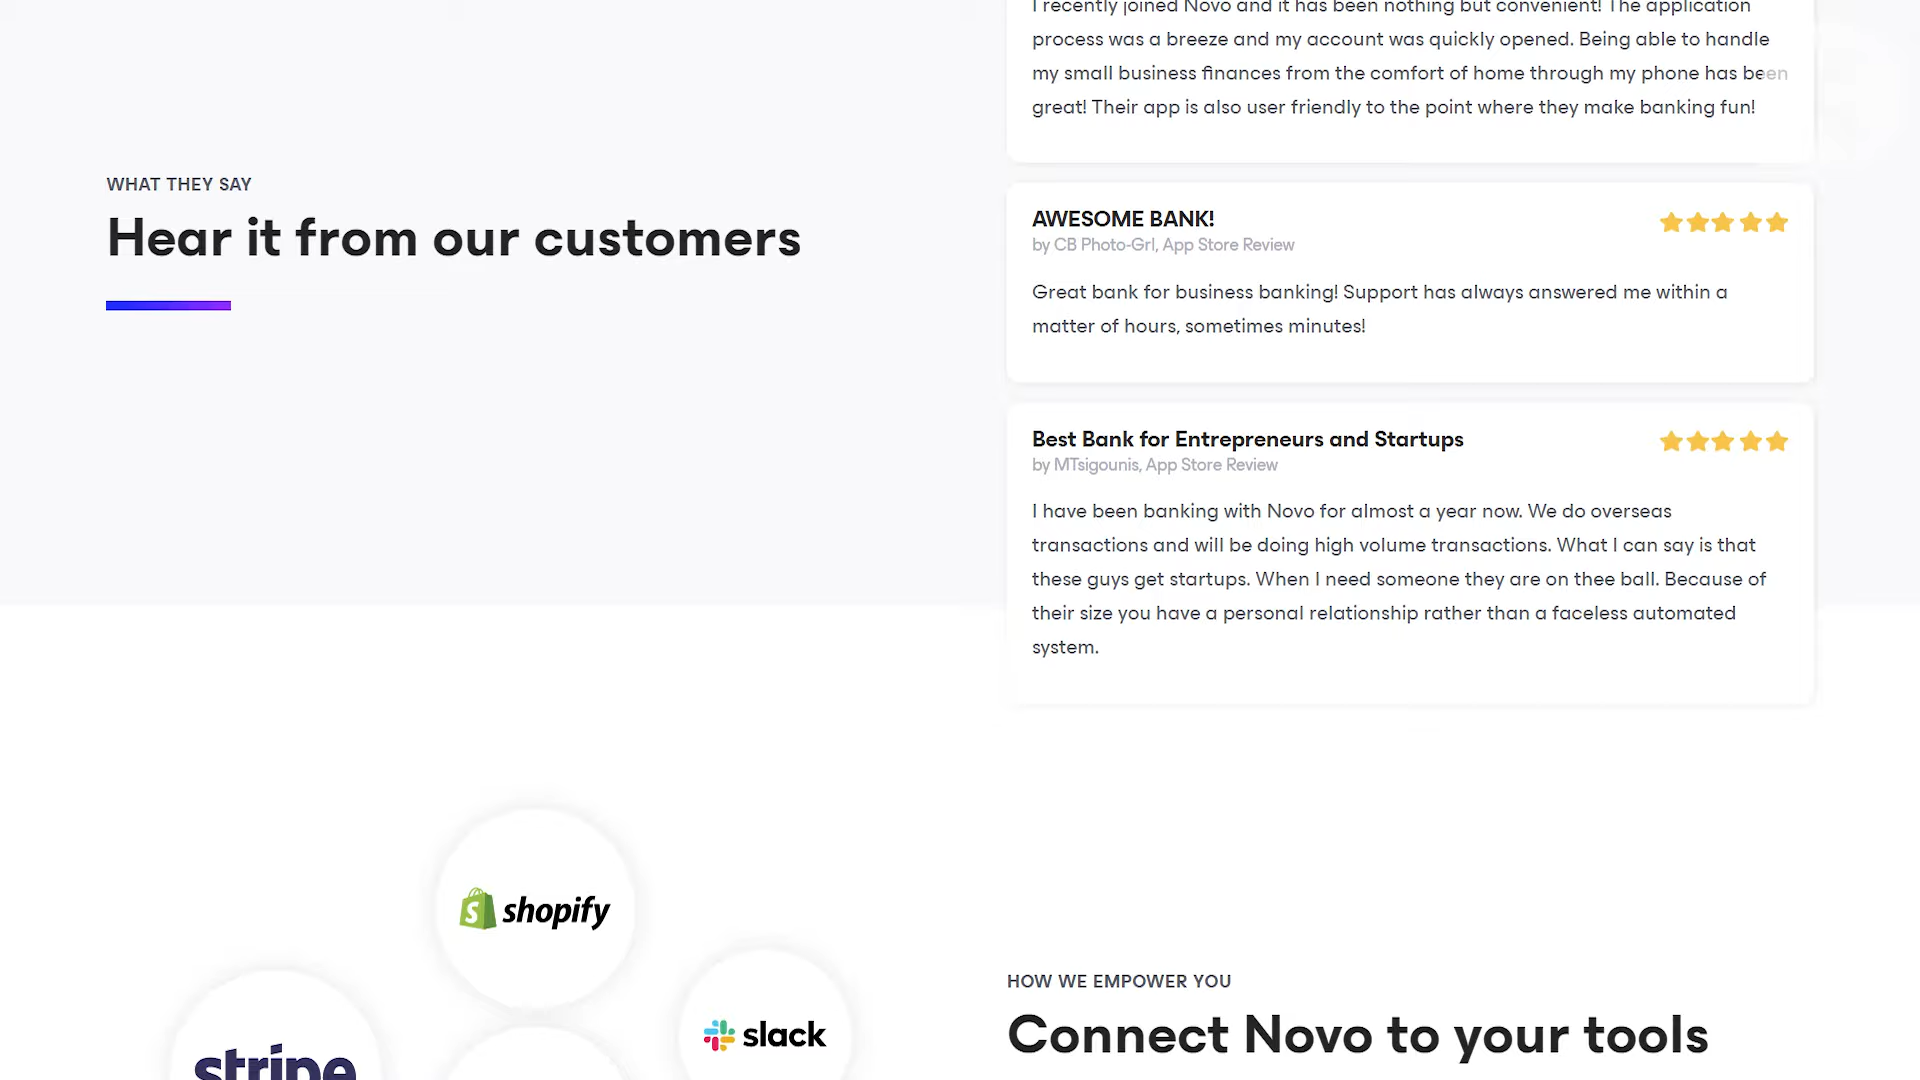 I recently joined Novo and it has been nothing but convenient! The application
process was a breeze and my account was quickly opened. Being able to handle
my small business finances from the comfort of home through my phone has been
great! Their app is also user friendly to the point where they make banking fun!
WHAT THEY SAY
Hear it from our customers
AWESOME BANK!
by CB Photo-Grl, App Store Review
Great bank for business banking! Support has always answered me within a
matter of hours, sometimes minutes!
Best Bank for Entrepreneurs and Startups
by MTsigounis, App Store Review
I have been banking with Novo for almost a year now. We do overseas
transactions and will be doing high volume transactions. What I can say is that
these guys get startups. When I need someone they are on thee ball. Because of
their size you have a personal relationship rather than a faceless automated
system.
shopify
slack
stripe
HOW WE EMPOWER YOU
Connect Novo to your tools